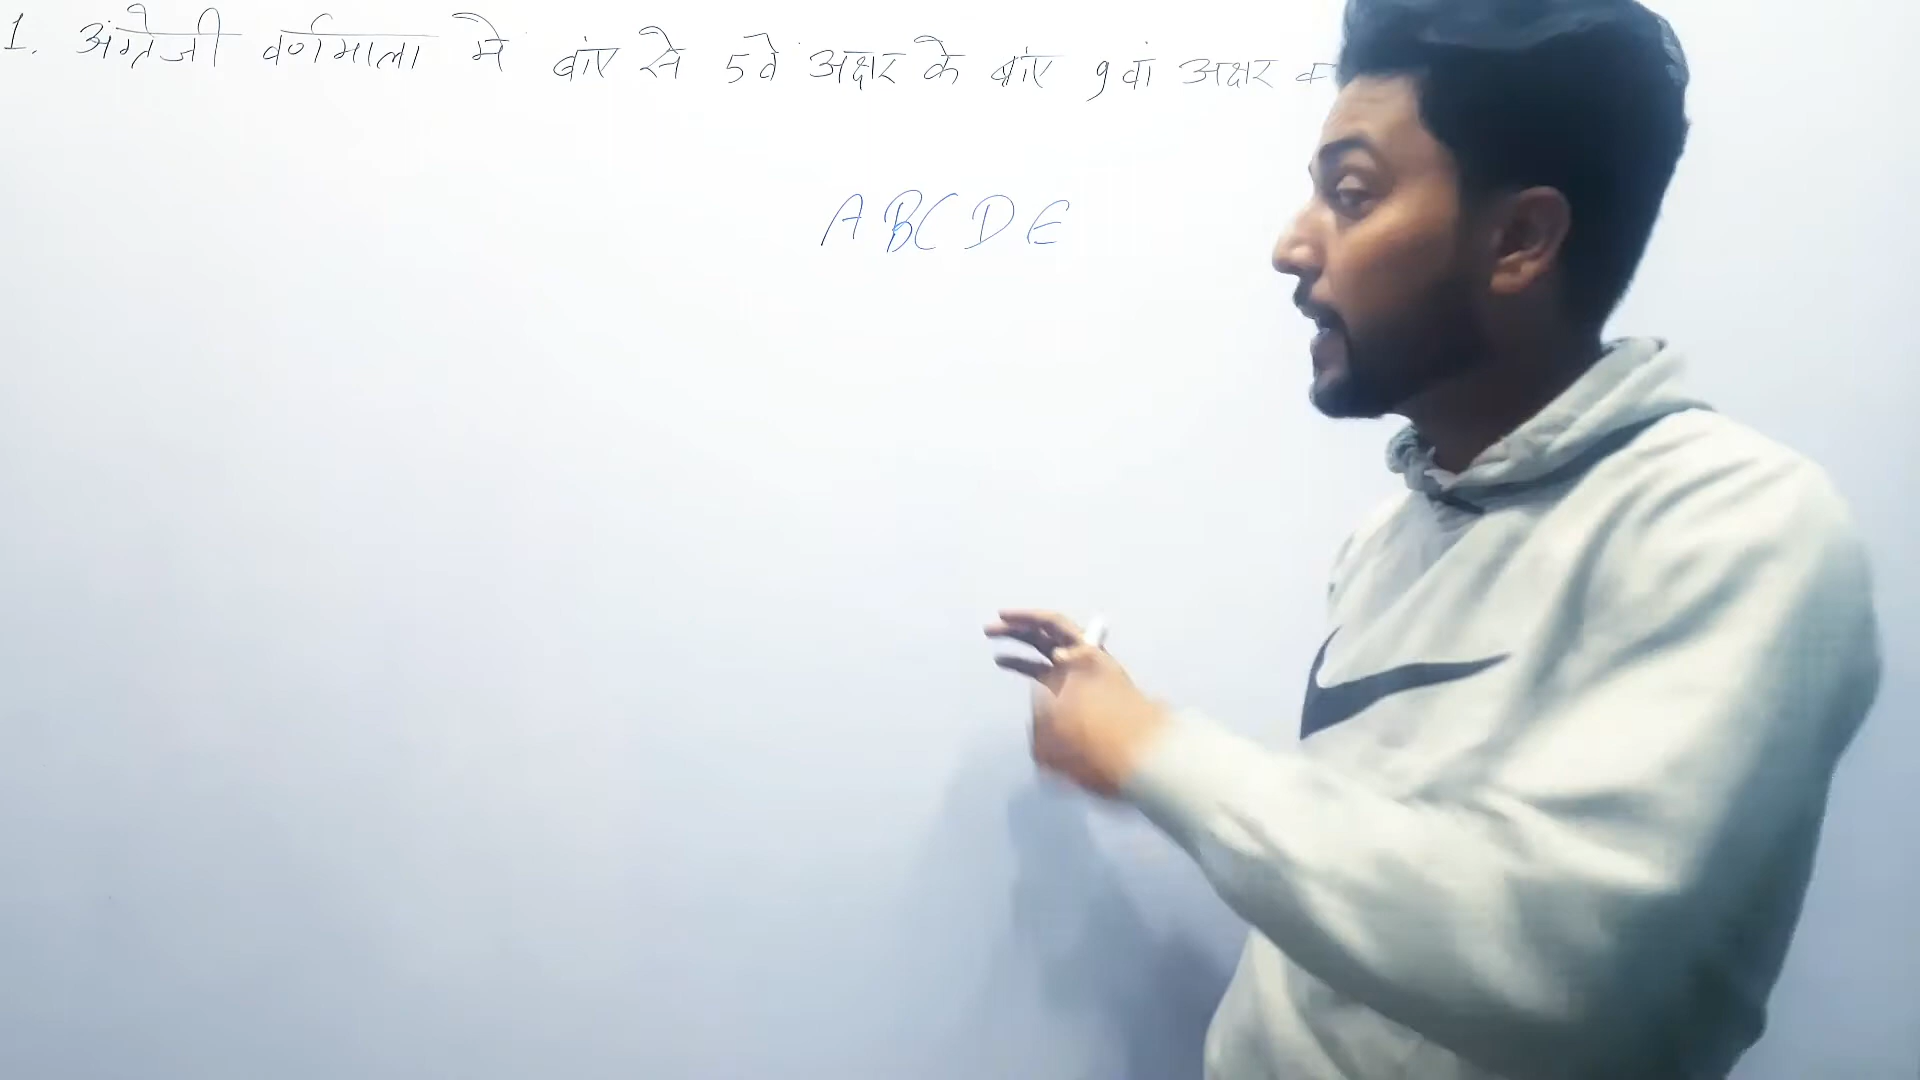 1. अंग्रेजी वर्णमाला मे बांए से 5वे अक्षर के बांए 9वां अक्षर
A B C D E